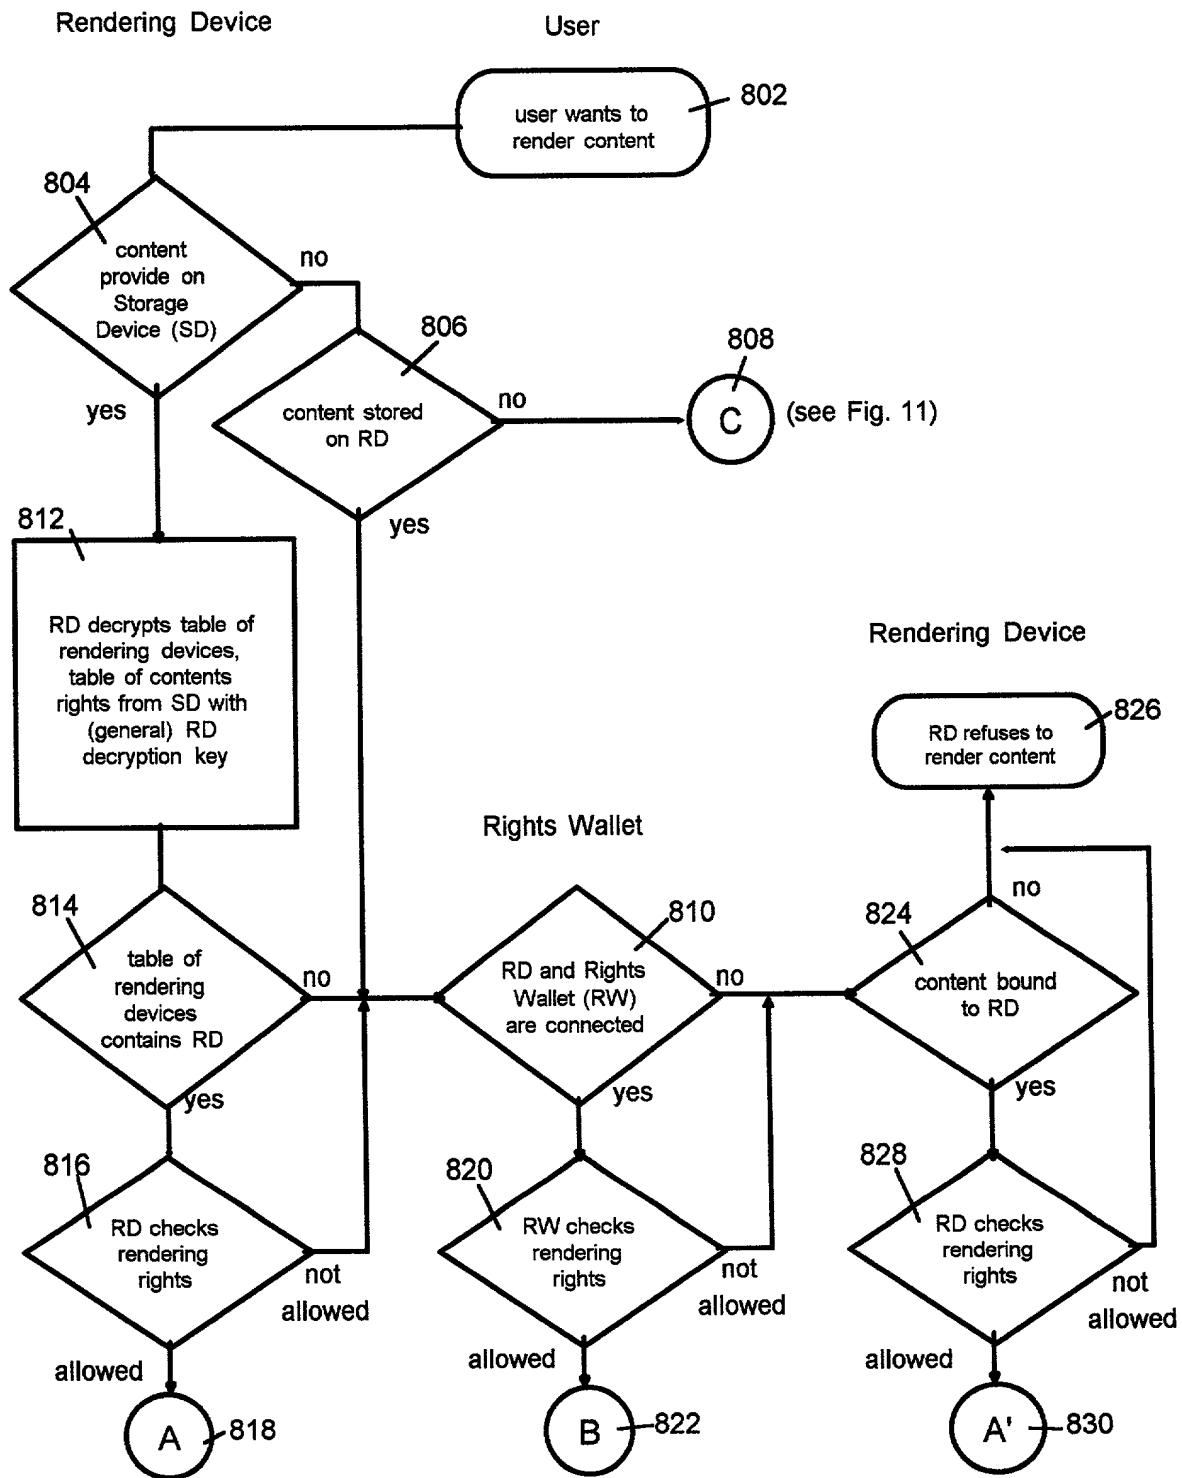 Rendering Device
User
user wants to
render content
802
804
content
provide on
Storage
Device (SD)
no
yes
806
content stored
on RD
no
yes
808
C
(see Fig. 11)
812
RD decrypts table of
rendering devices,
table of contents
rights from SD with
(general) RD
decryption key
Rendering Device
RD refuses to
render content
826
Rights Wallet
814
table of
rendering
devices
contains RD
no
yes
810
RD and Rights
Wallet (RW)
are connected
no
yes
824
content bound
to RD
no
yes
816
RD checks
rendering
rights
not
allowed
allowed
820
RW checks
rendering
rights
not
allowed
allowed
828
RD checks
rendering
rights
not
allowed
allowed
A
818
B
822
A'
830